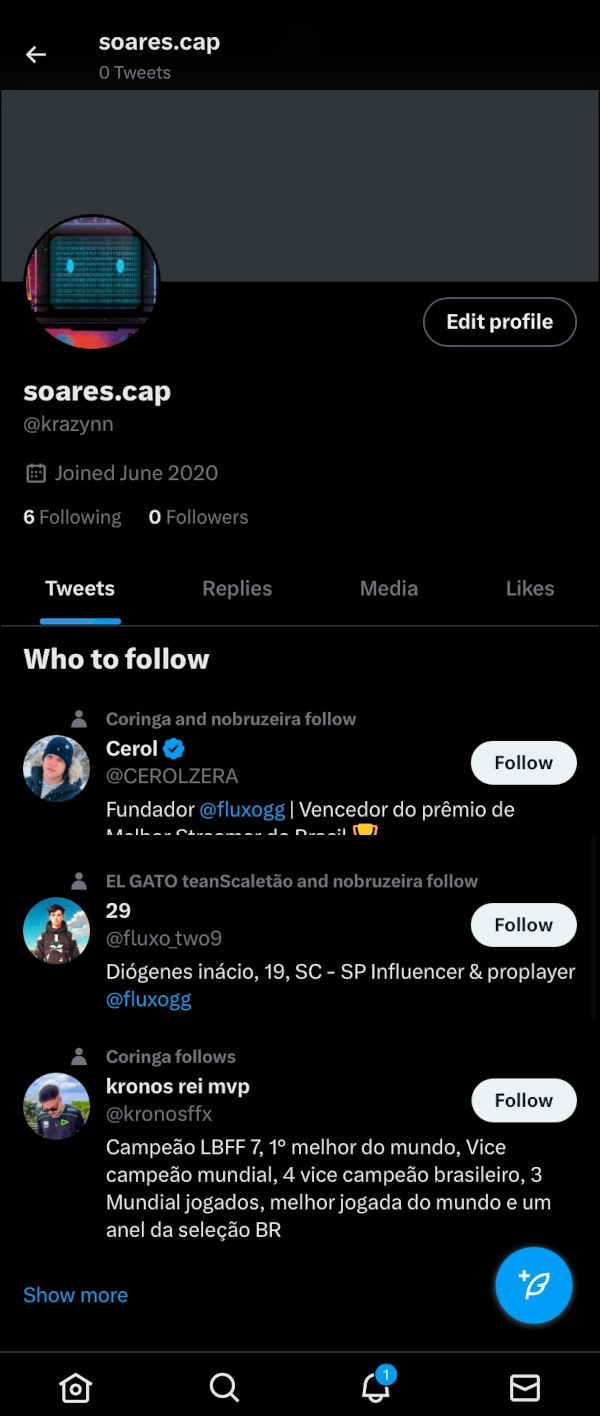 soares.cap
0 Tweets
Edit profile
soares.cap
@krazynn
Joined June 2020
6 Following 0 Followers
Tweets Replies Media Likes
Who to follow
Coringa and nobruzeira follow
Cerol
@CEROLZERA
Follow
Fundador @fluxogg | Vencedor do prêmio de
Melhor Streamer do Brasil 🏆
EL GATO teanScaletão and nobruzeira follow
29
@fluxo_two9
Follow
Diógenes inácio, 19, SC - SP Influencer & proplayer
@fluxogg
Coringa follows
kronos rei mvp
@kronosffx
Follow
Campeão LBFF 7, 1° melhor do mundo, Vice
campeão mundial, 4 vice campeão brasileiro, 3
Mundial jogados, melhor jogada do mundo e um
anel da seleção BR
Show more
1